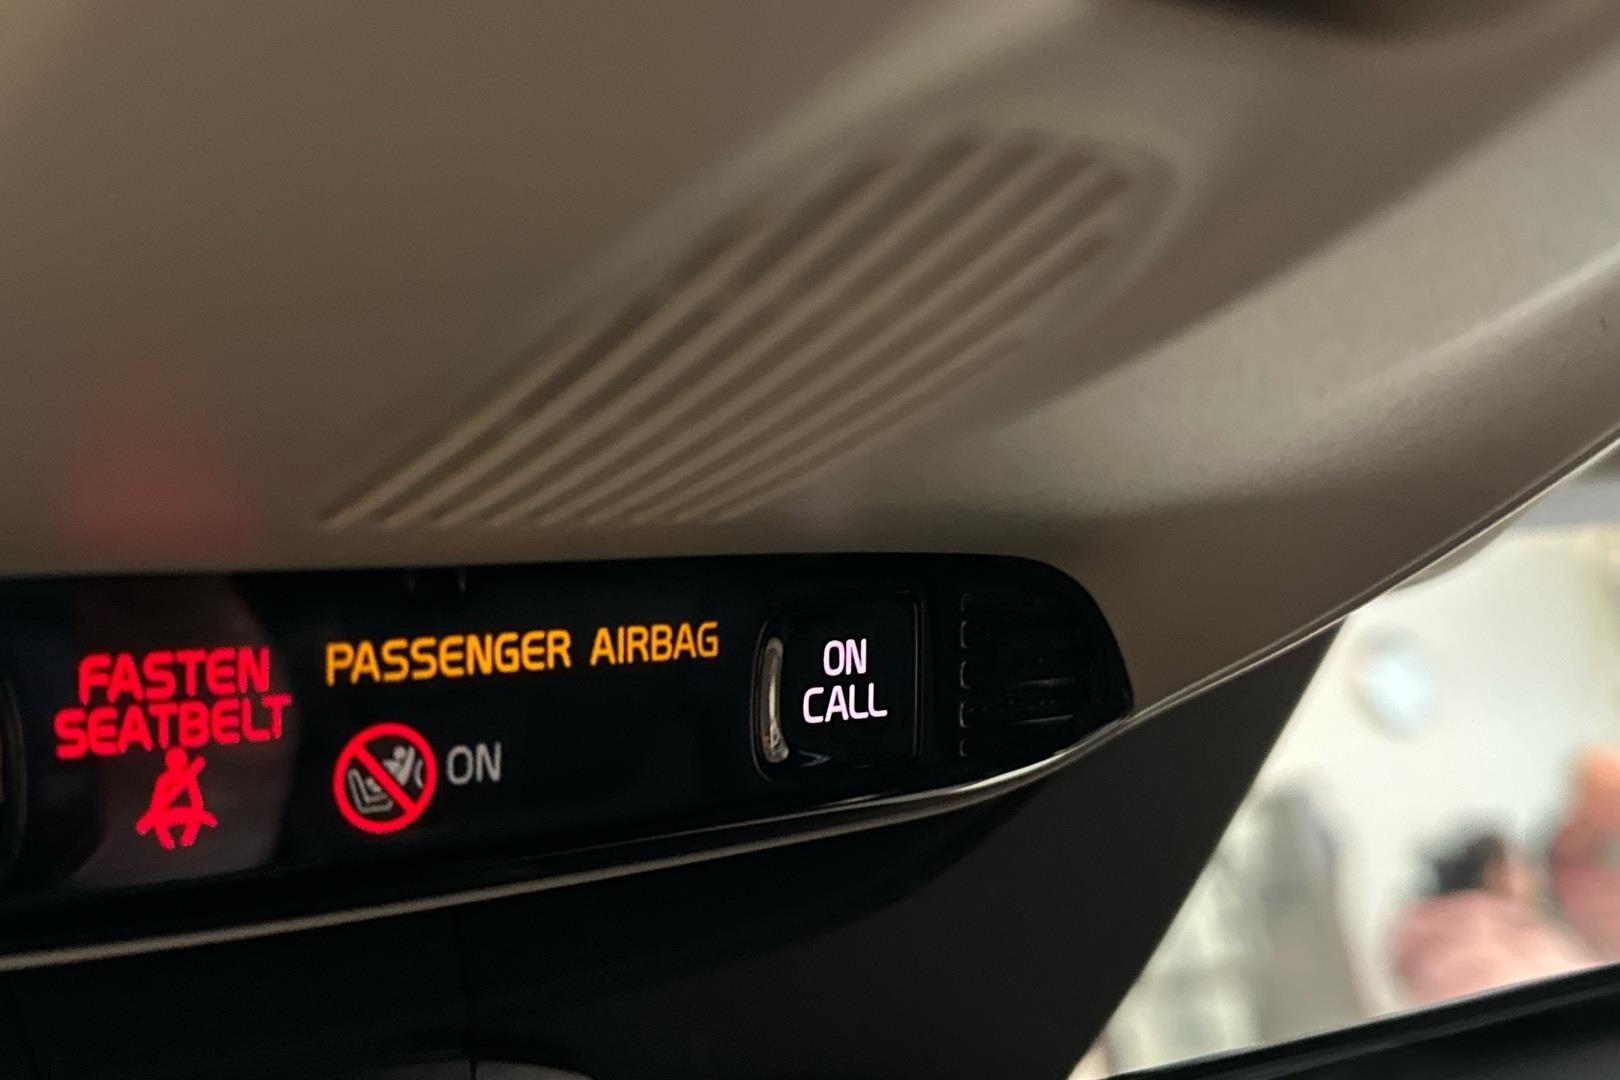 FASTEN
SEATBELT
PASSENGER AIRBAG
ON
ON
CALL